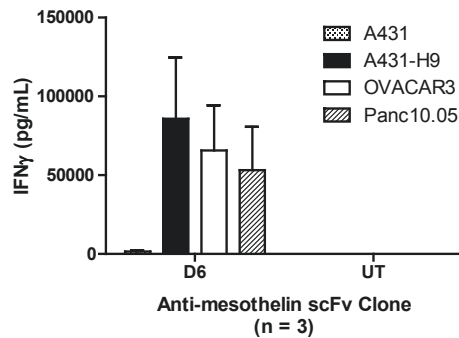 150000
100000
50000
0
IFNγ (pg/mL)
A431
A431-H9
OVACAR3
Panc10.05
D6
UT
Anti-mesothelin scFv Clone
(n = 3)